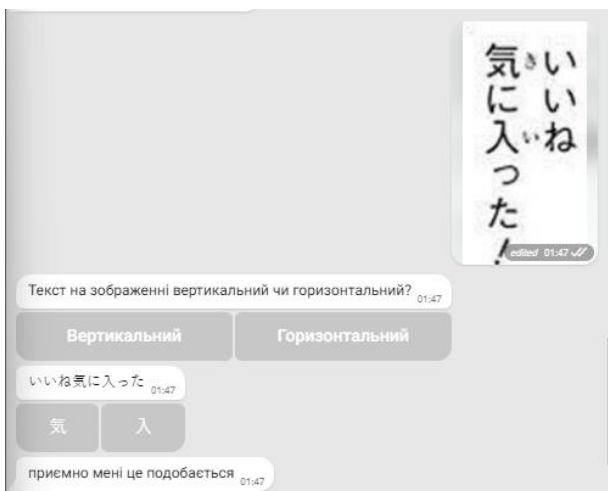 いいね
気に入った!
き
い
edited 01:47
Текст на зображенні вертикальний чи горизонтальний? 01:47
Вертикальний Горизонтальний
いいね気に入った 01:47
気 入
приємно мені це подобається 01:47